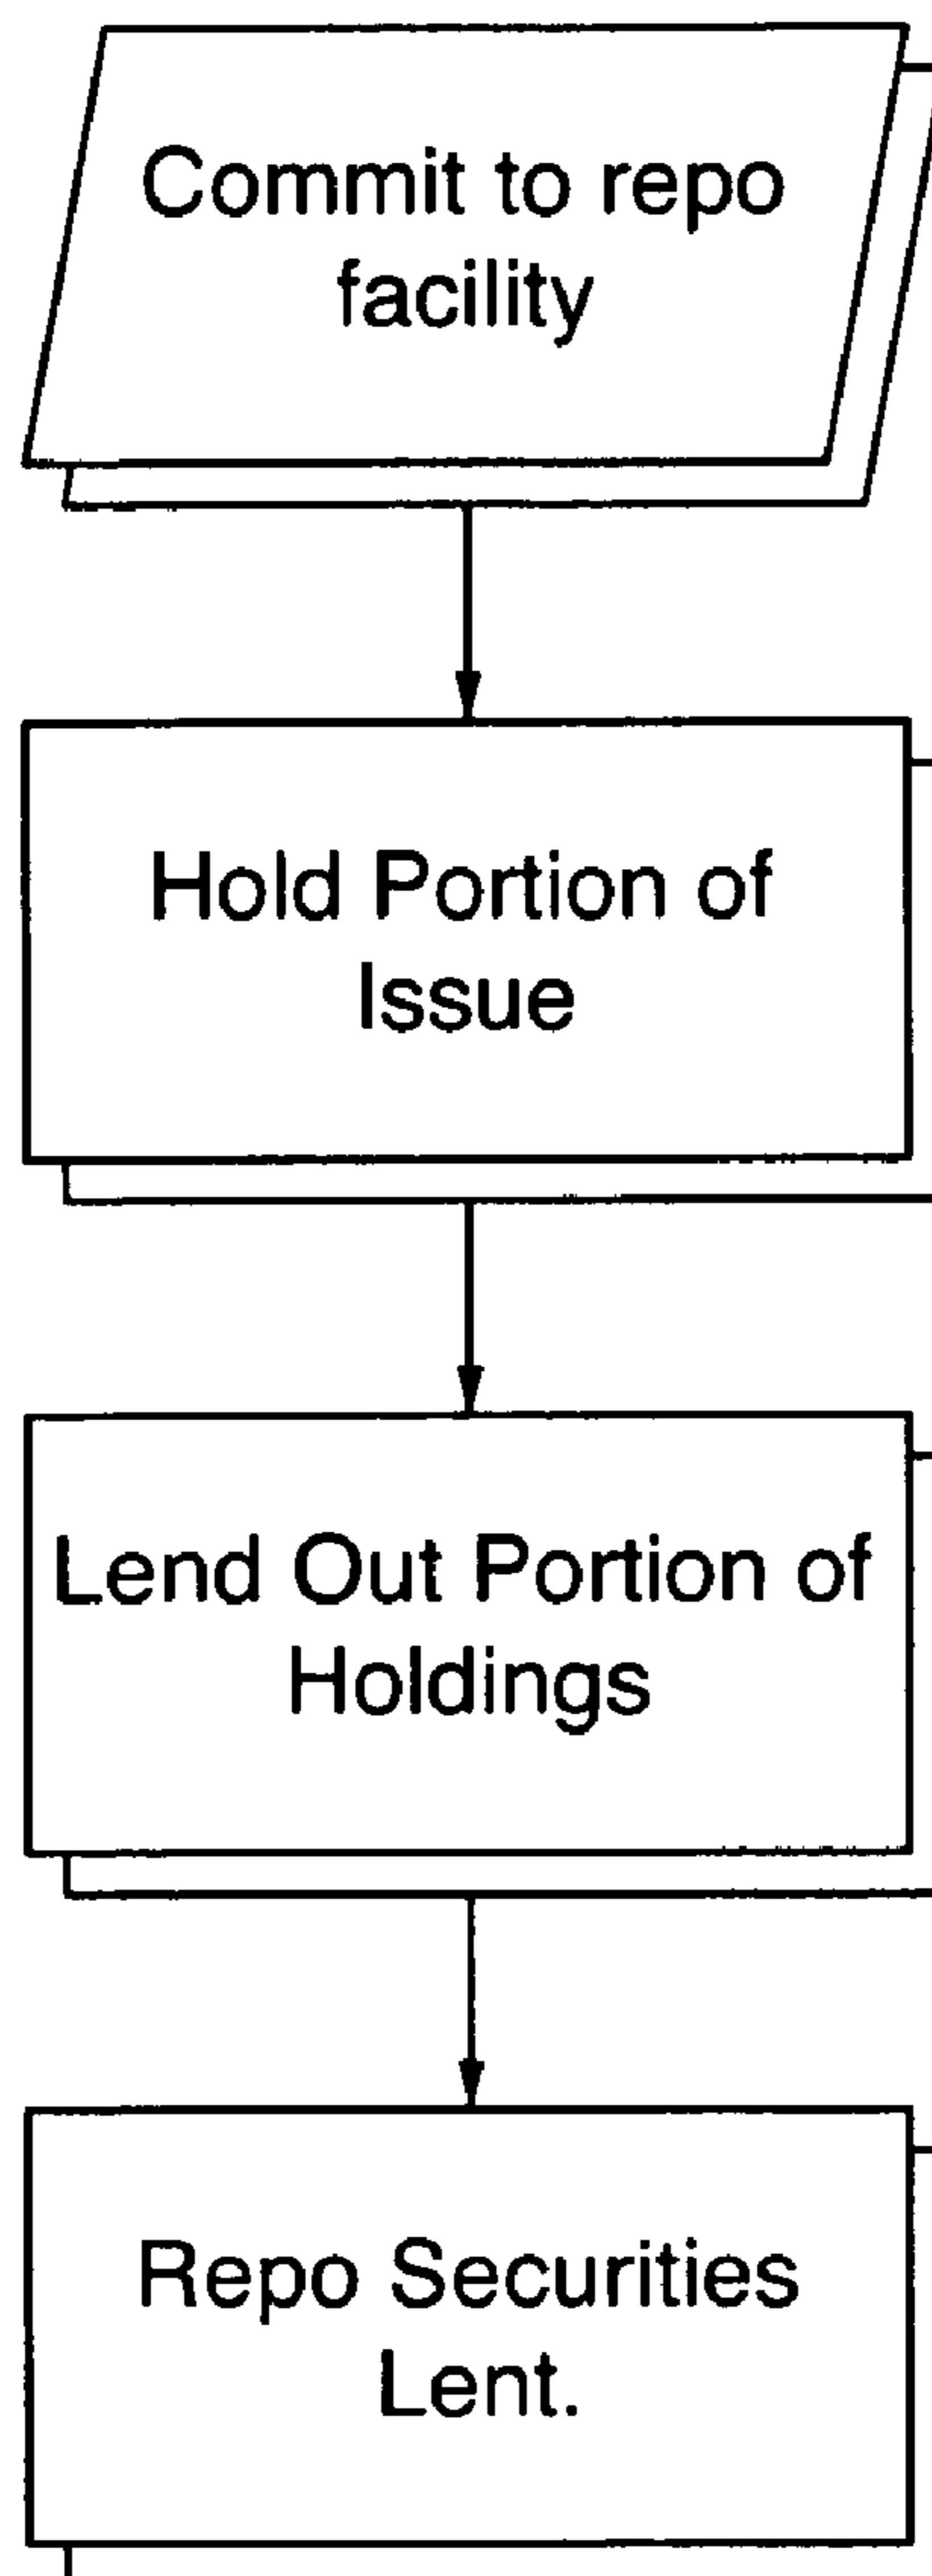 Commit to repo
facility
Hold Portion of
Issue
Lend Out Portion of
Holdings
Repo Securities
Lent.